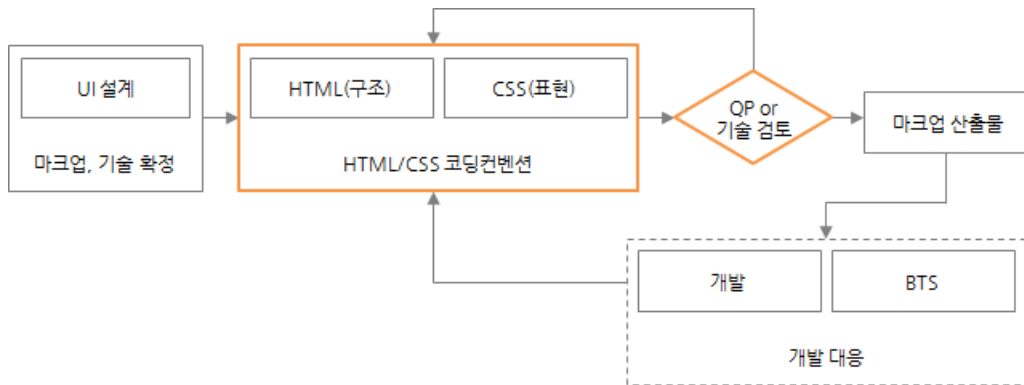 UI 설계
마크업, 기술 확정
HTML(구조)
CSS(표현)
HTML/CSS 코딩컨벤션
QP or
기술 검토
마크업 산출물
개발
BTS
개발 대응